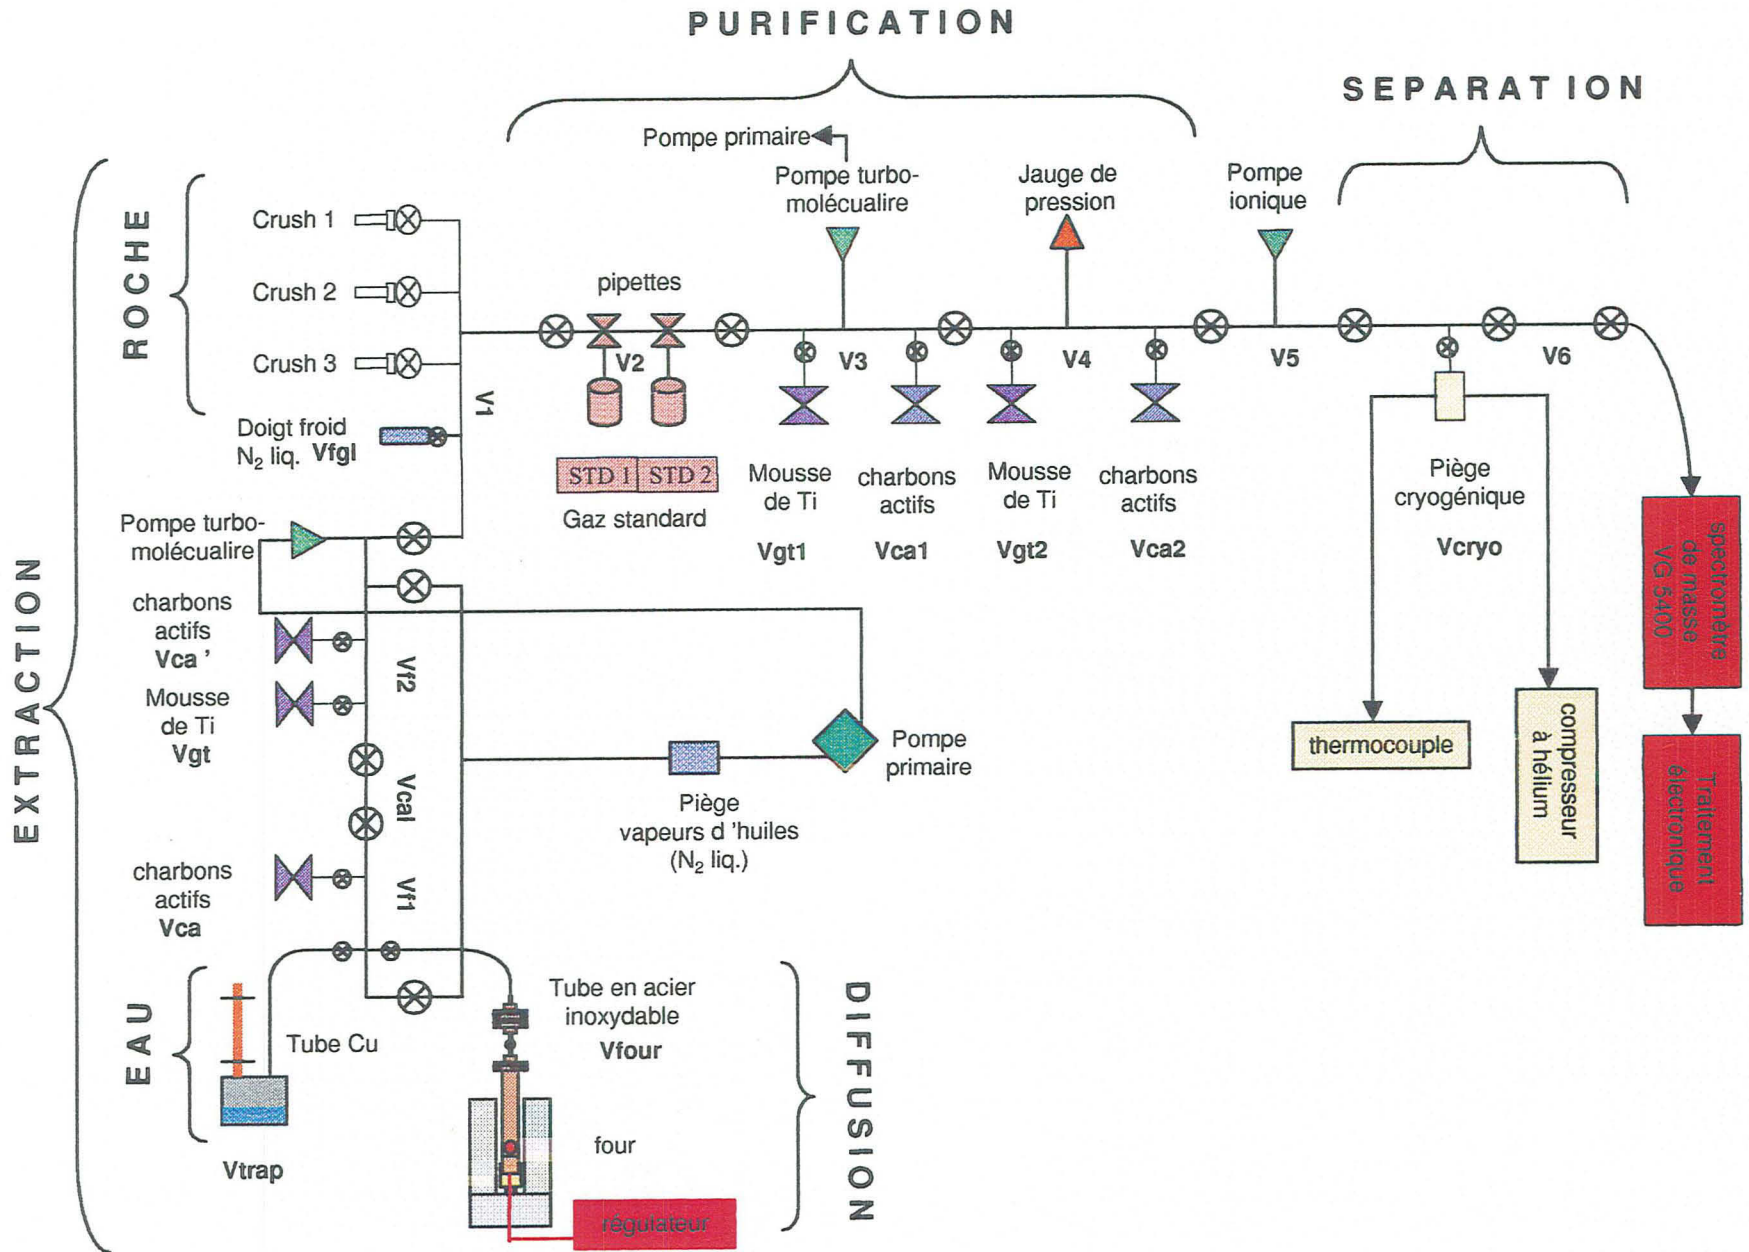 PURIFICATION
SEPARATION
Pompe primaire
Pompe turbo-
molécualire
Jauge de
pression
Pompe
ionique
EXTRACTION
ROCHE
Crush 1
Crush 2
Crush 3
pipettes
V1
V2
V3
V4
V5
V6
Doigt froid
N₂ liq. Vfgl
STD 1
STD 2
Gaz standard
Mousse
de Ti
Vgt1
charbons
actifs
Vca1
Mousse
de Ti
Vgt2
charbons
actifs
Vca2
Piège
cryogénique
Vcryo
spectromètre
de masse
VG 5400
Pompe turbo-
molécualire
charbons
actifs
Vca '
Vf2
Mousse
de Ti
Vgt
Vcal
Pompe
primaire
Piège
vapeurs d 'huiles
(N₂ liq.)
thermocouple
compresseur
à hélium
Traitement
électronique
charbons
actifs
Vca
Vf1
EAU
Tube Cu
Vtrap
Tube en acier
inoxydable
Vfour
four
régulateur
DIFFUSION